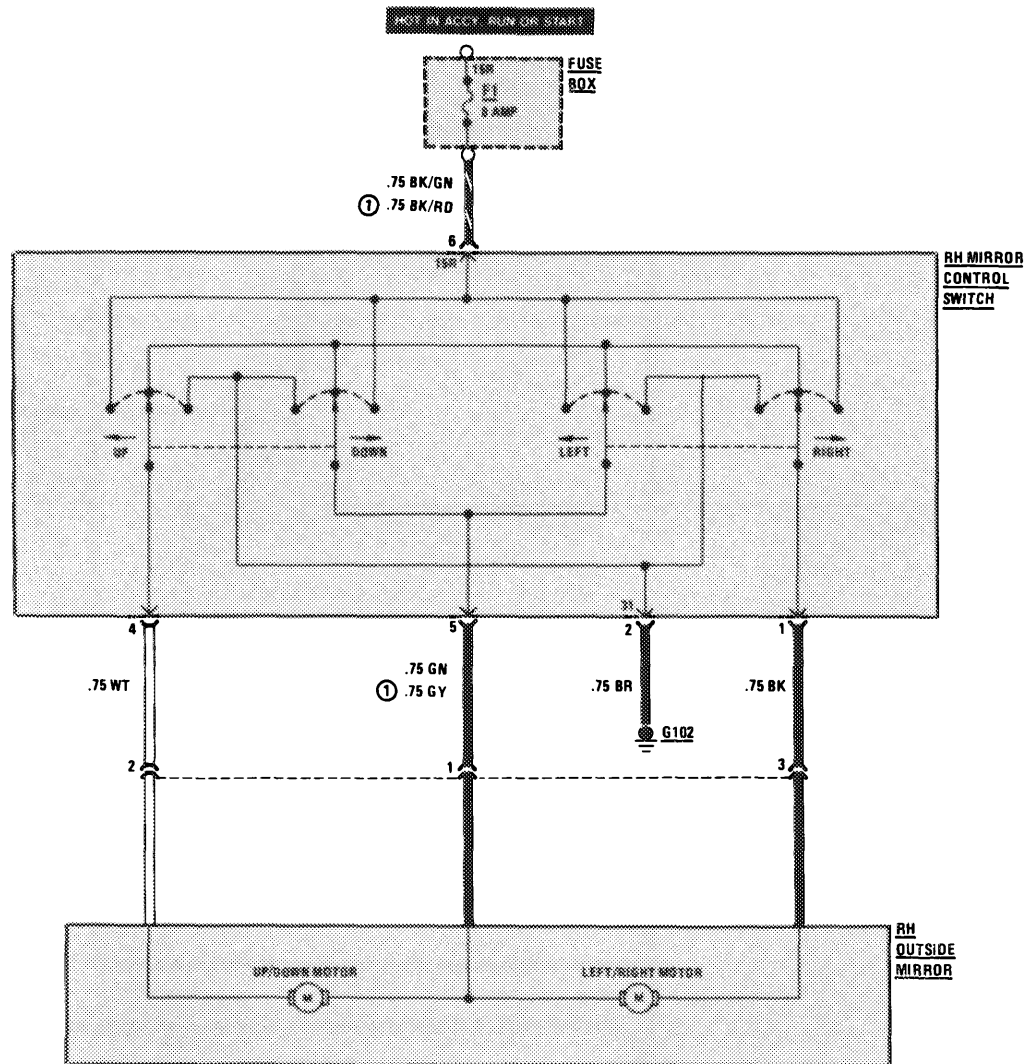 HOT IN ACCY, RUN OR START
FUSE
BOX
15R
F1
8 AMP
.75 BK/GN
① .75 BK/RD
6
15R
RH MIRROR
CONTROL
SWITCH
UP
DOWN
LEFT
RIGHT
31
4
5
2
1
.75 WT
.75 GN
① .75 GY
.75 BR
.75 BK
G102
2
1
3
RH
OUTSIDE
MIRROR
UP/DOWN MOTOR
LEFT/RIGHT MOTOR
M
M